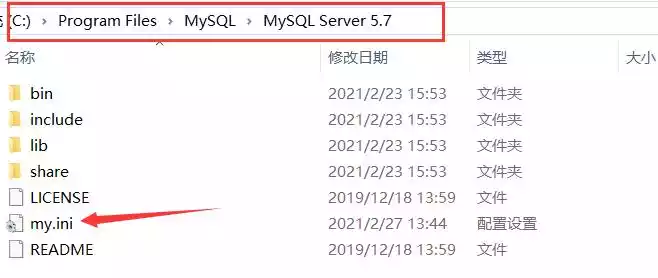 (C:) > Program Files > MySQL > MySQL Server 5.7
名称 修改日期 类型 大小
bin 2021/2/23 15:53 文件夹
include 2021/2/23 15:53 文件夹
lib 2021/2/23 15:53 文件夹
share 2021/2/23 15:53 文件夹
LICENSE 2019/12/18 13:59 文件
my.ini 2021/2/27 13:44 配置设置
README 2019/12/18 13:59 文件